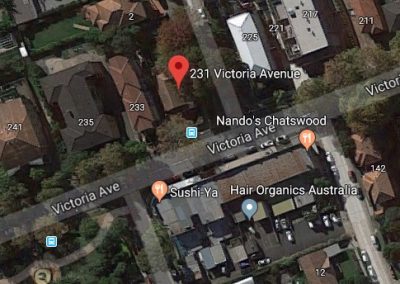 2
217
211
221
225
231 Victoria Avenue
233
235
241
Nando's Chatswood
Victoria Ave
Victoria Ave
Sushi-Ya
Hair Organics Australia
142
12
3